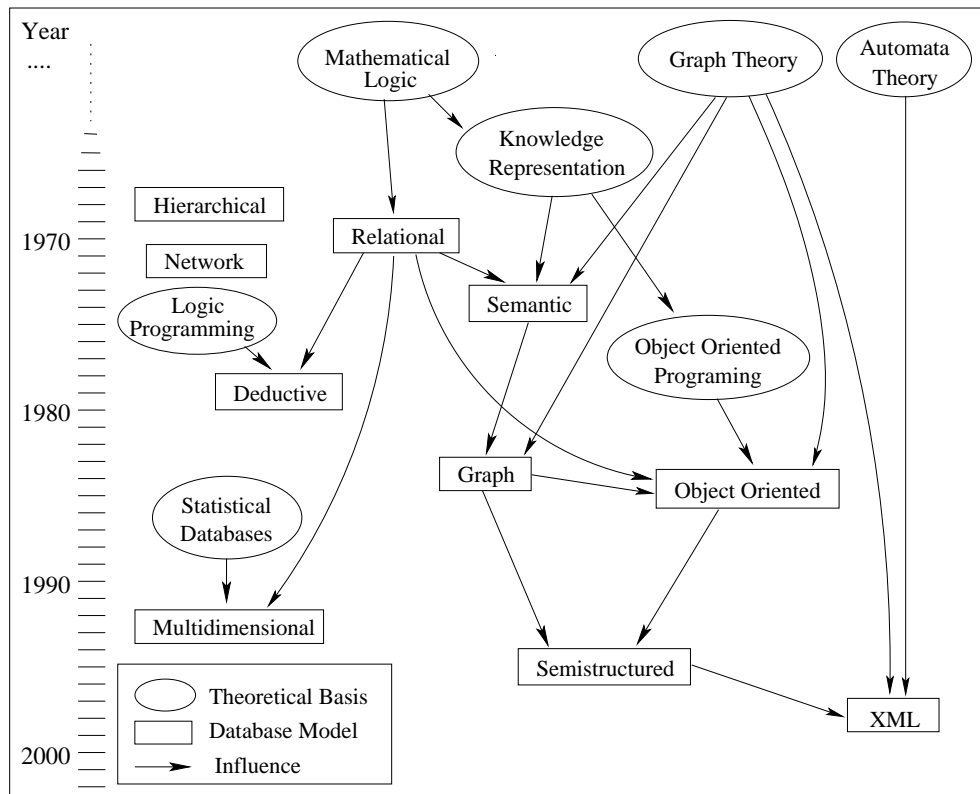 Year
....
Mathematical
Logic
Graph Theory
Automata
Theory
Knowledge
Representation
Hierarchical
1970
Relational
Network
Semantic
Logic
Programming
Object Oriented
Programing
Deductive
1980
Graph
Object Oriented
Statistical
Databases
1990
Multidimensional
Semistructured
Theoretical Basis
XML
Database Model
2000
Influence